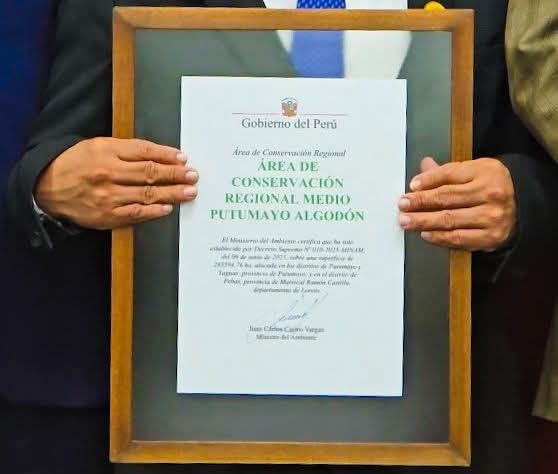 Gobierno del Perú
Área de Conservación Regional
ÁREA DE
CONSERVACIÓN
REGIONAL MEDIO
PUTUMAYO ALGODÓN
El Ministerio del Ambiente certifica que ha sido
establecido por Decreto Supremo N° 010-2025-MINAM,
del 06 de junio de 2025, sobre una superficie de
283594.76 ha, ubicada en los distritos de Putumayo y
Yaguas, provincia de Putumayo, y en el distrito de
Pebas, provincia de Mariscal Ramón Castilla,
departamento de Loreto.
Juan Carlos Castro Vargas
Ministro del Ambiente